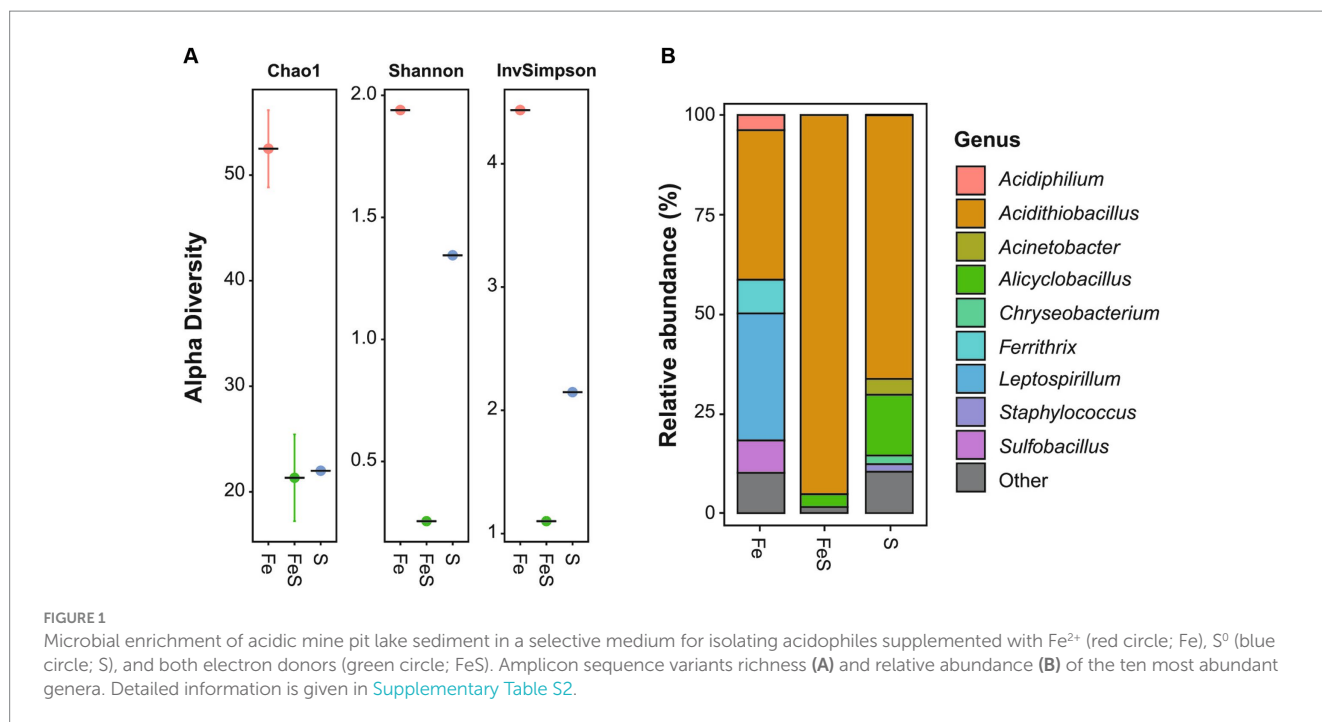 A
B
Chao1
Shannon
InvSimpson
Alpha Diversity
50
40
30
20
2.0
1.5
1.0
0.5
4
3
2
1
Fe
FeS
S
Fe
FeS
S
Fe
FeS
S
Relative abundance (%)
100
75
50
25
0
Fe
FeS
S
Genus
Acidiphilium
Acidithiobacillus
Acinetobacter
Alicyclobacillus
Chryseobacterium
Ferrithrix
Leptospirillum
Staphylococcus
Sulfobacillus
Other
FIGURE 1
Microbial enrichment of acidic mine pit lake sediment in a selective medium for isolating acidophiles supplemented with Fe²⁺ (red circle; Fe), S⁰ (blue
circle; S), and both electron donors (green circle; FeS). Amplicon sequence variants richness (A) and relative abundance (B) of the ten most abundant
genera. Detailed information is given in Supplementary Table S2.